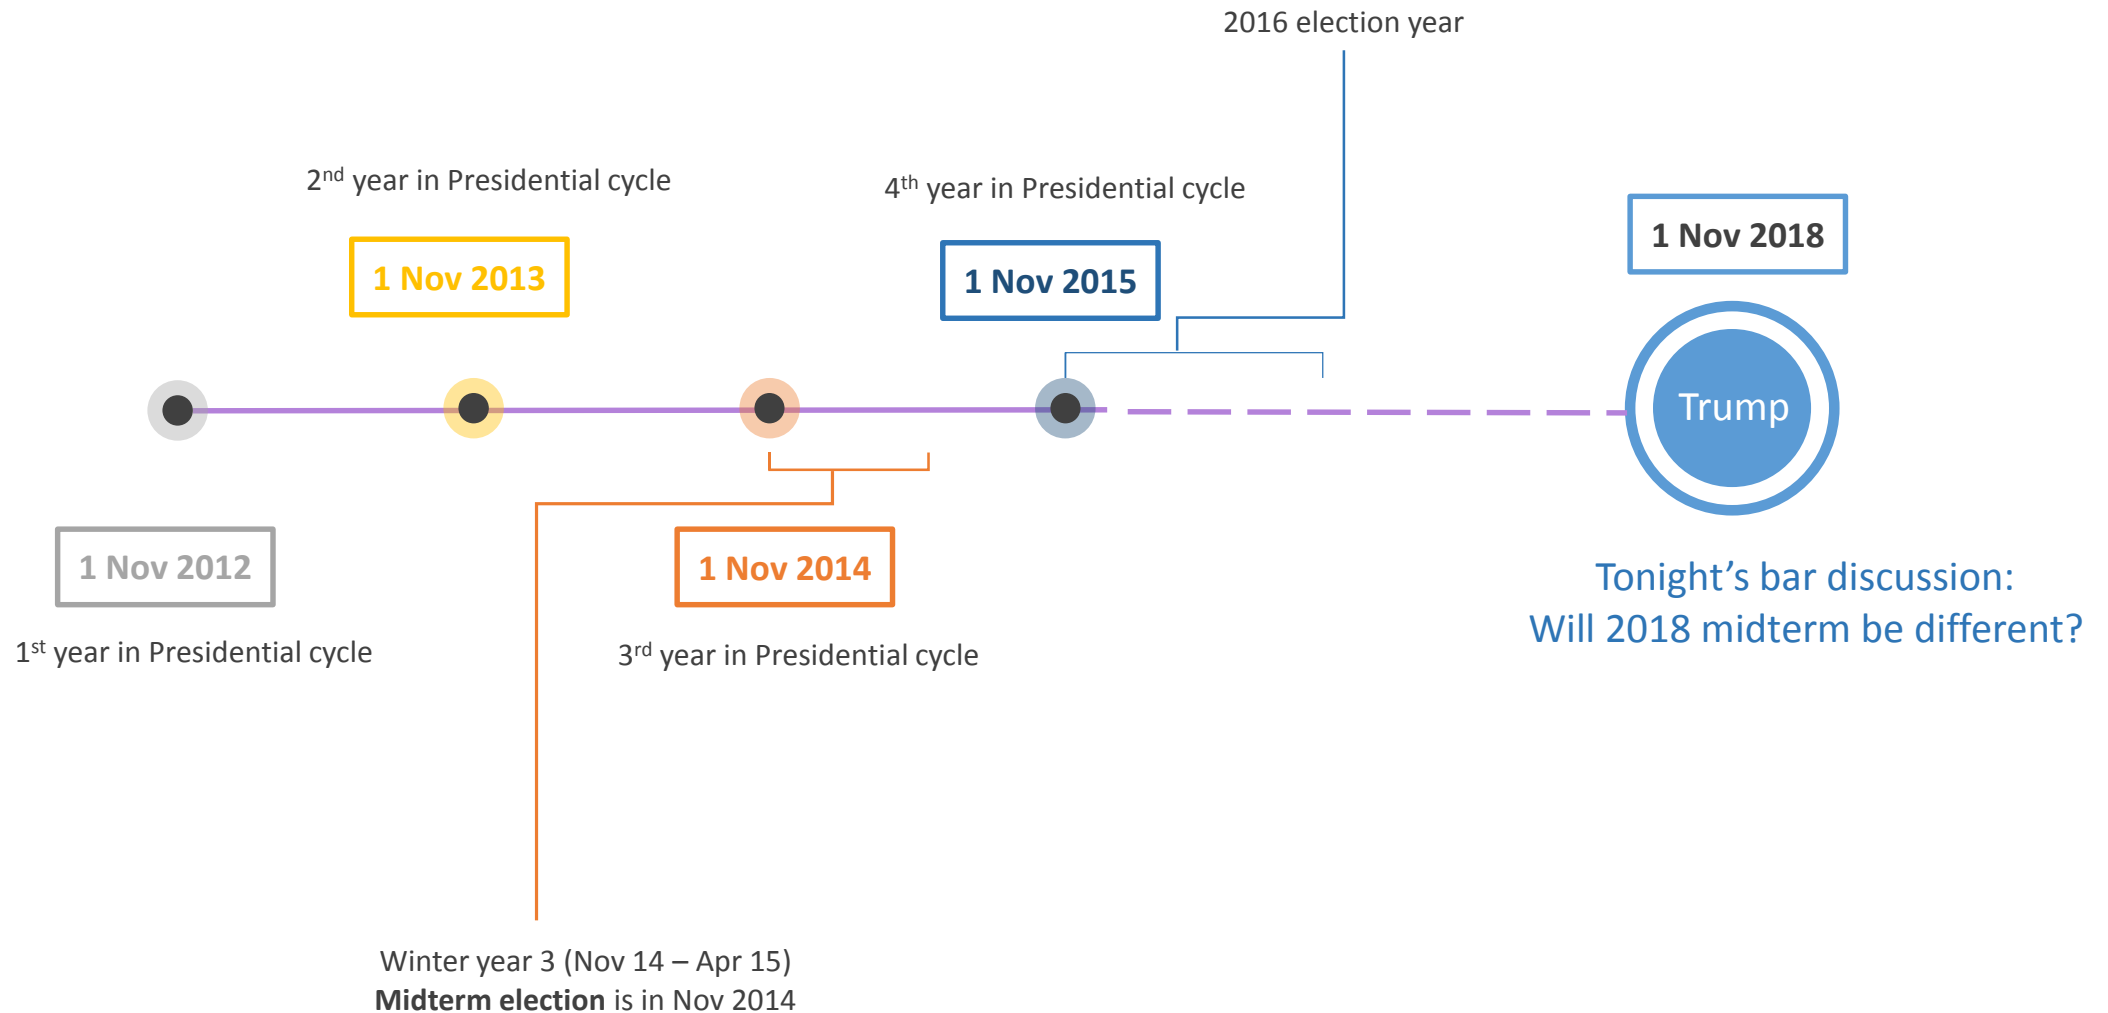 2016 election year
2nd year in Presidential cycle
4th year in Presidential cycle
1 Nov 2013
1 Nov 2015
1 Nov 2018
Trump
1 Nov 2012
1 Nov 2014
1st year in Presidential cycle
3rd year in Presidential cycle
Tonight’s bar discussion:
Will 2018 midterm be different?
Winter year 3 (Nov 14 – Apr 15)
Midterm election is in Nov 2014